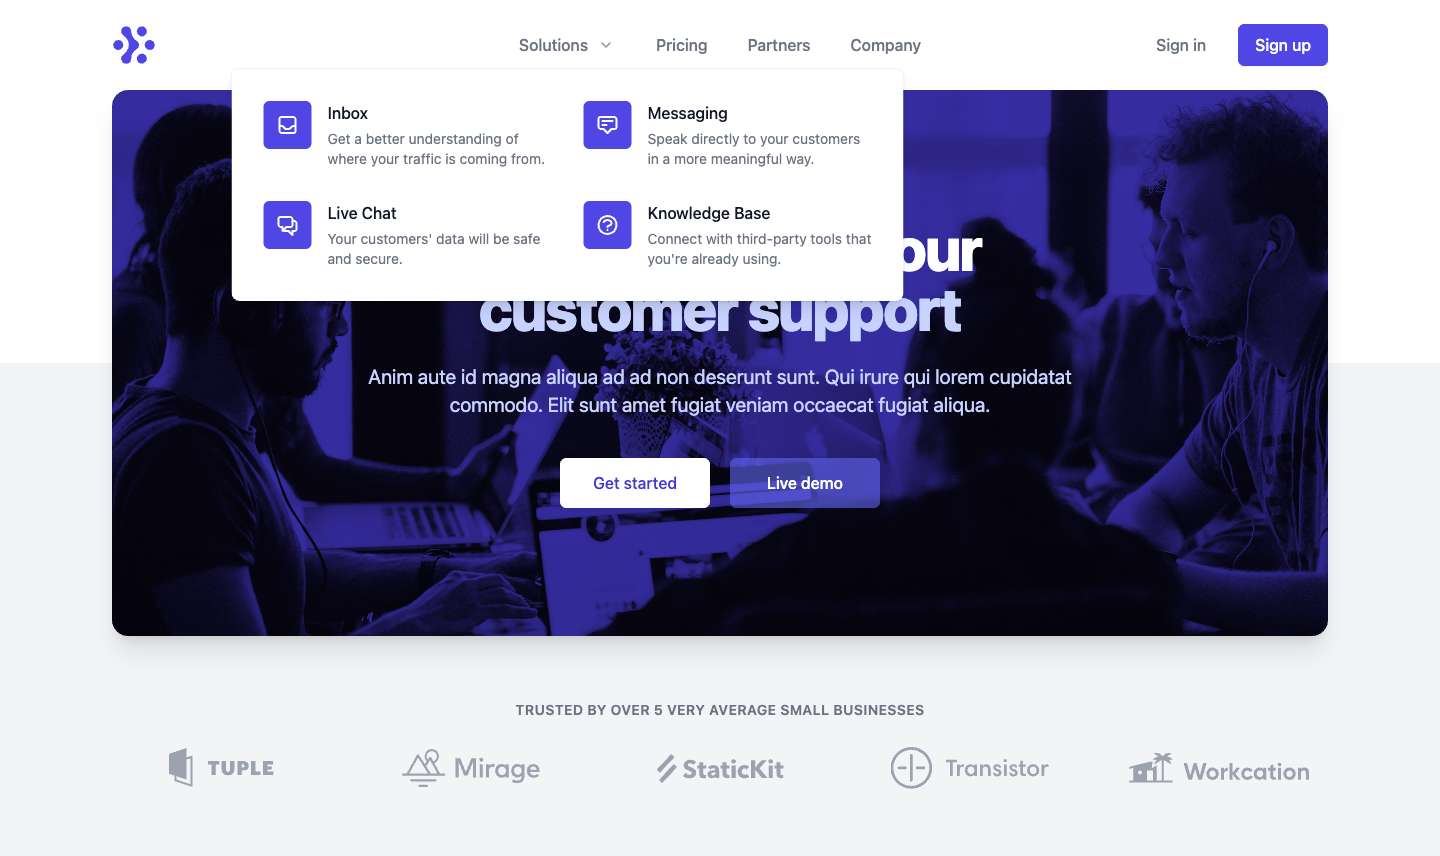 Solutions Pricing Partners Company Sign in Sign up
Inbox
Get a better understanding of
where your traffic is coming from.
Messaging
Speak directly to your customers
in a more meaningful way.
Live Chat
Your customers' data will be safe
and secure.
Knowledge Base
Connect with third-party tools that
you're already using.
customer support
Anim aute id magna aliqua ad ad non deserunt sunt. Qui irure qui lorem cupidatat
commodo. Elit sunt amet fugiat veniam occaecat fugiat aliqua.
Get started Live demo
TRUSTED BY OVER 5 VERY AVERAGE SMALL BUSINESSES
TUPLE Mirage StaticKit Transistor Workcation